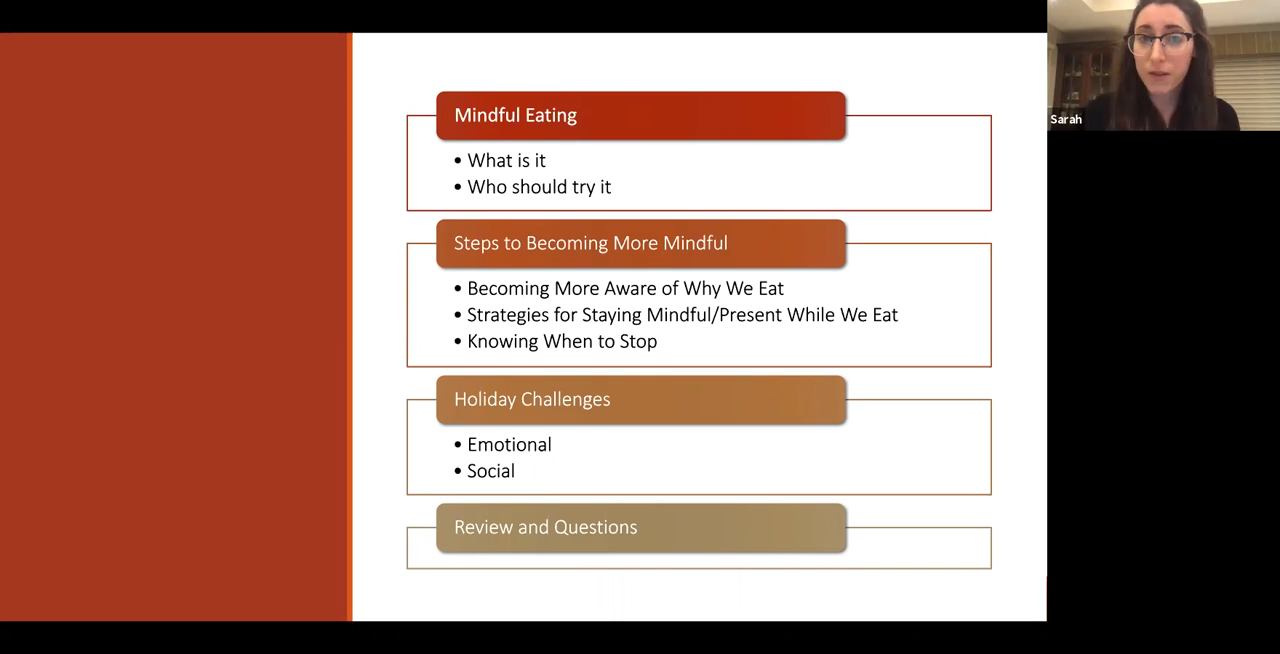 Mindful Eating
• What is it
• Who should try it
Steps to Becoming More Mindful
• Becoming More Aware of Why We Eat
• Strategies for Staying Mindful/Present While We Eat
• Knowing When to Stop
Holiday Challenges
• Emotional
• Social
Review and Questions
Sarah